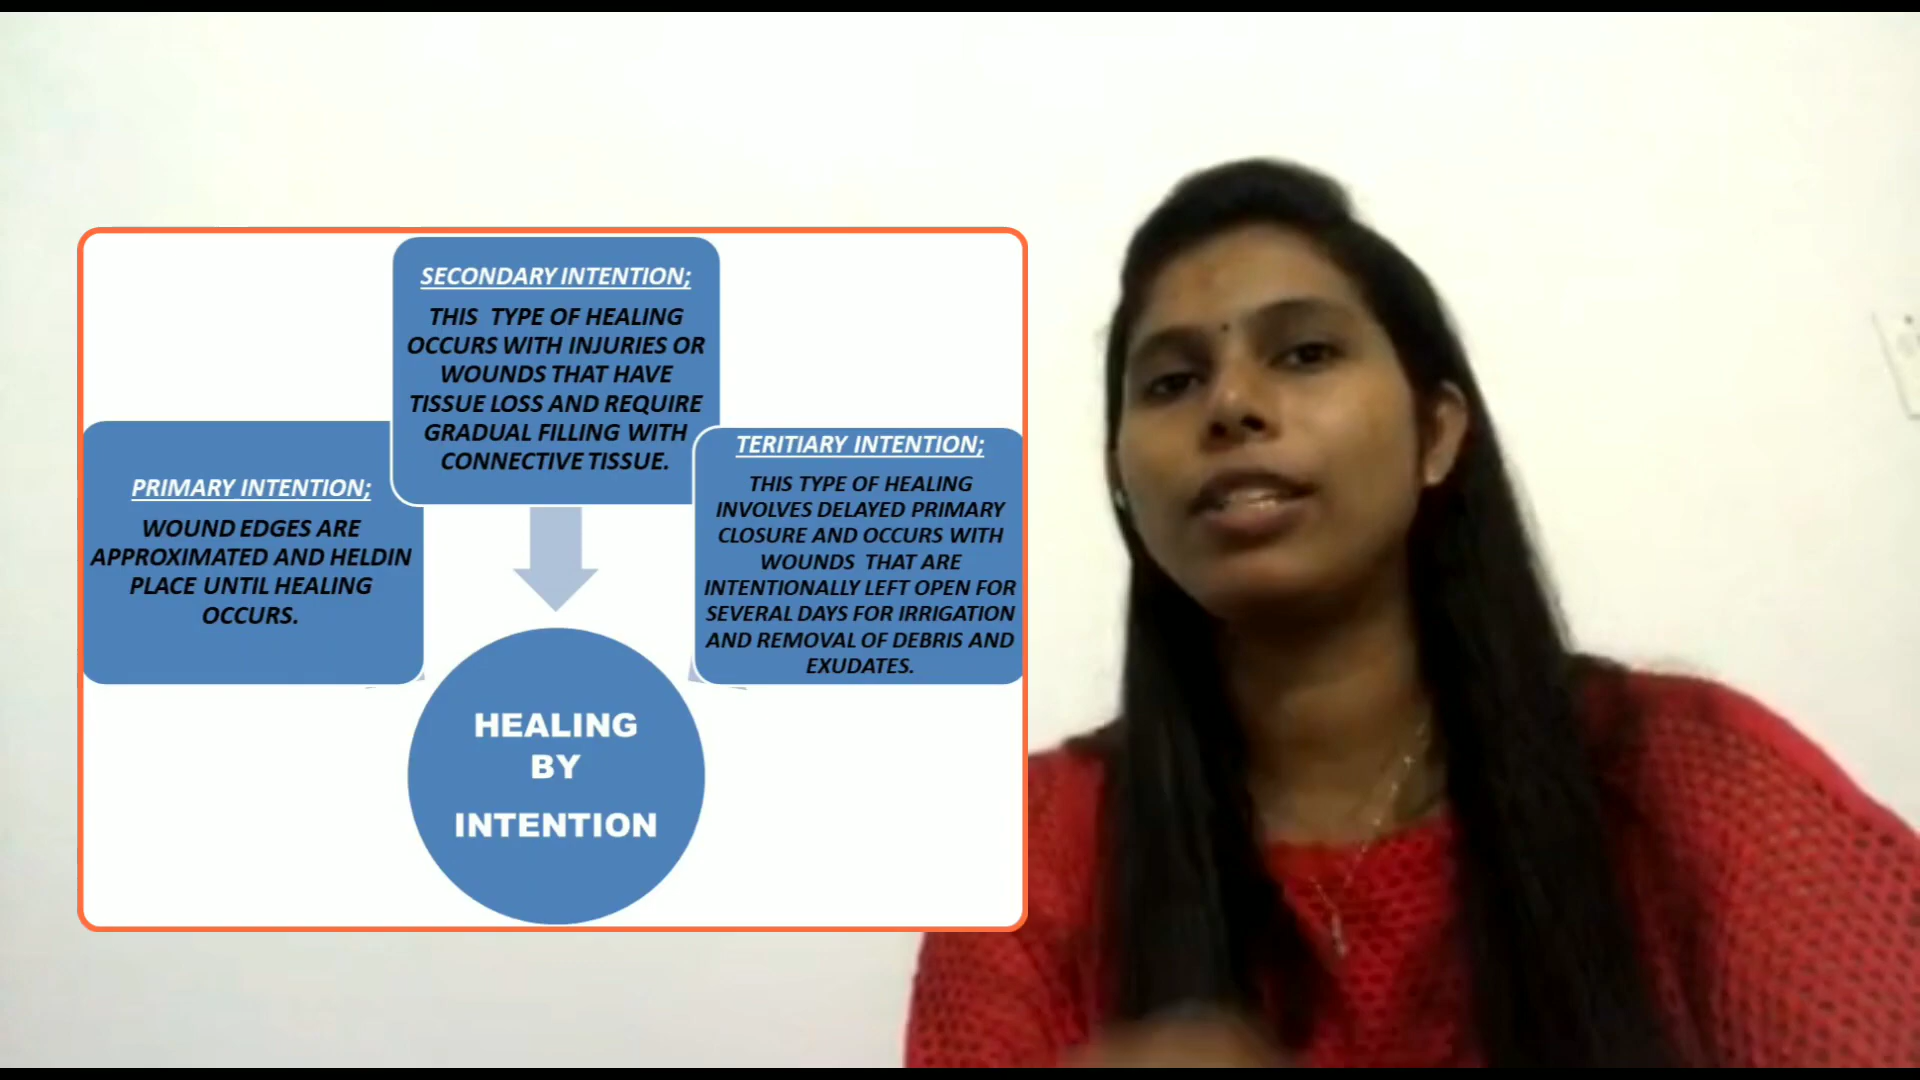 SECONDARY INTENTION;
THIS TYPE OF HEALING
OCCURS WITH INJURIES OR
WOUNDS THAT HAVE
TISSUE LOSS AND REQUIRE
GRADUAL FILLING WITH
CONNECTIVE TISSUE.
PRIMARY INTENTION;
WOUND EDGES ARE
APPROXIMATED AND HELDIN
PLACE UNTIL HEALING
OCCURS.
TERITIARY INTENTION;
THIS TYPE OF HEALING
INVOLVES DELAYED PRIMARY
CLOSURE AND OCCURS WITH
WOUNDS THAT ARE
INTENTIONALLY LEFT OPEN FOR
SEVERAL DAYS FOR IRRIGATION
AND REMOVAL OF DEBRIS AND
EXUDATES.
HEALING
BY
INTENTION